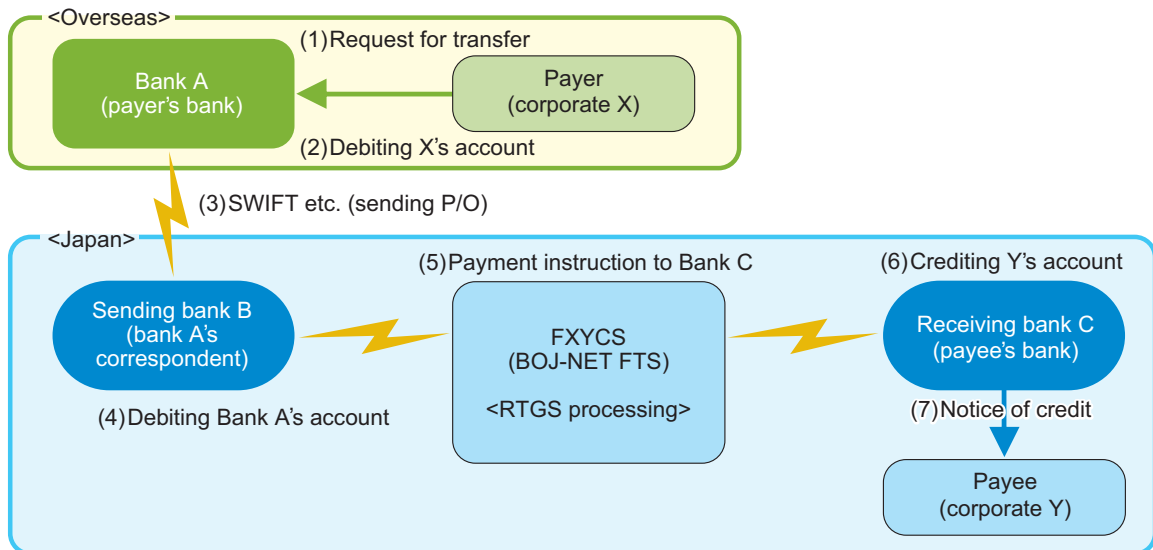 <Overseas>
(1)Request for transfer
Bank A
(payer's bank)
Payer
(corporate X)
(2)Debiting X's account
(3)SWIFT etc. (sending P/O)
<Japan>
(5)Payment instruction to Bank C
(6)Crediting Y's account
Sending bank B
(bank A's
correspondent)
FXYCS
(BOJ-NET FTS)
<RTGS processing>
Receiving bank C
(payee's bank)
(4)Debiting Bank A's account
(7)Notice of credit
Payee
(corporate Y)